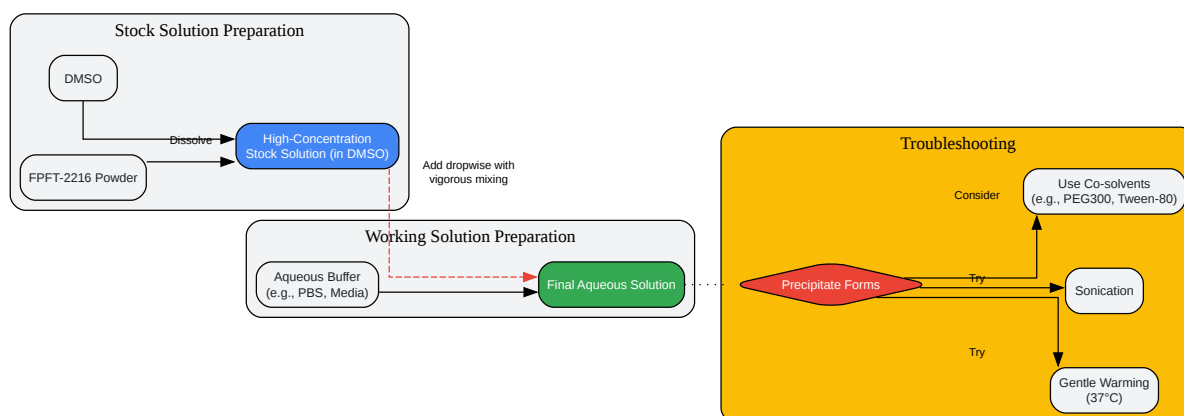 Stock Solution Preparation
DMSO
Dissolve
High-Concentration
Stock Solution (in DMSO)
FPFT-2216 Powder
Add dropwise with
vigorous mixing
Working Solution Preparation
Aqueous Buffer
(e.g., PBS, Media)
Final Aqueous Solution
Troubleshooting
Precipitate Forms
Consider
Use Co-solvents
(e.g., PEG300, Tween-80)
Try
Sonication
Try
Gentle Warming
(37°C)